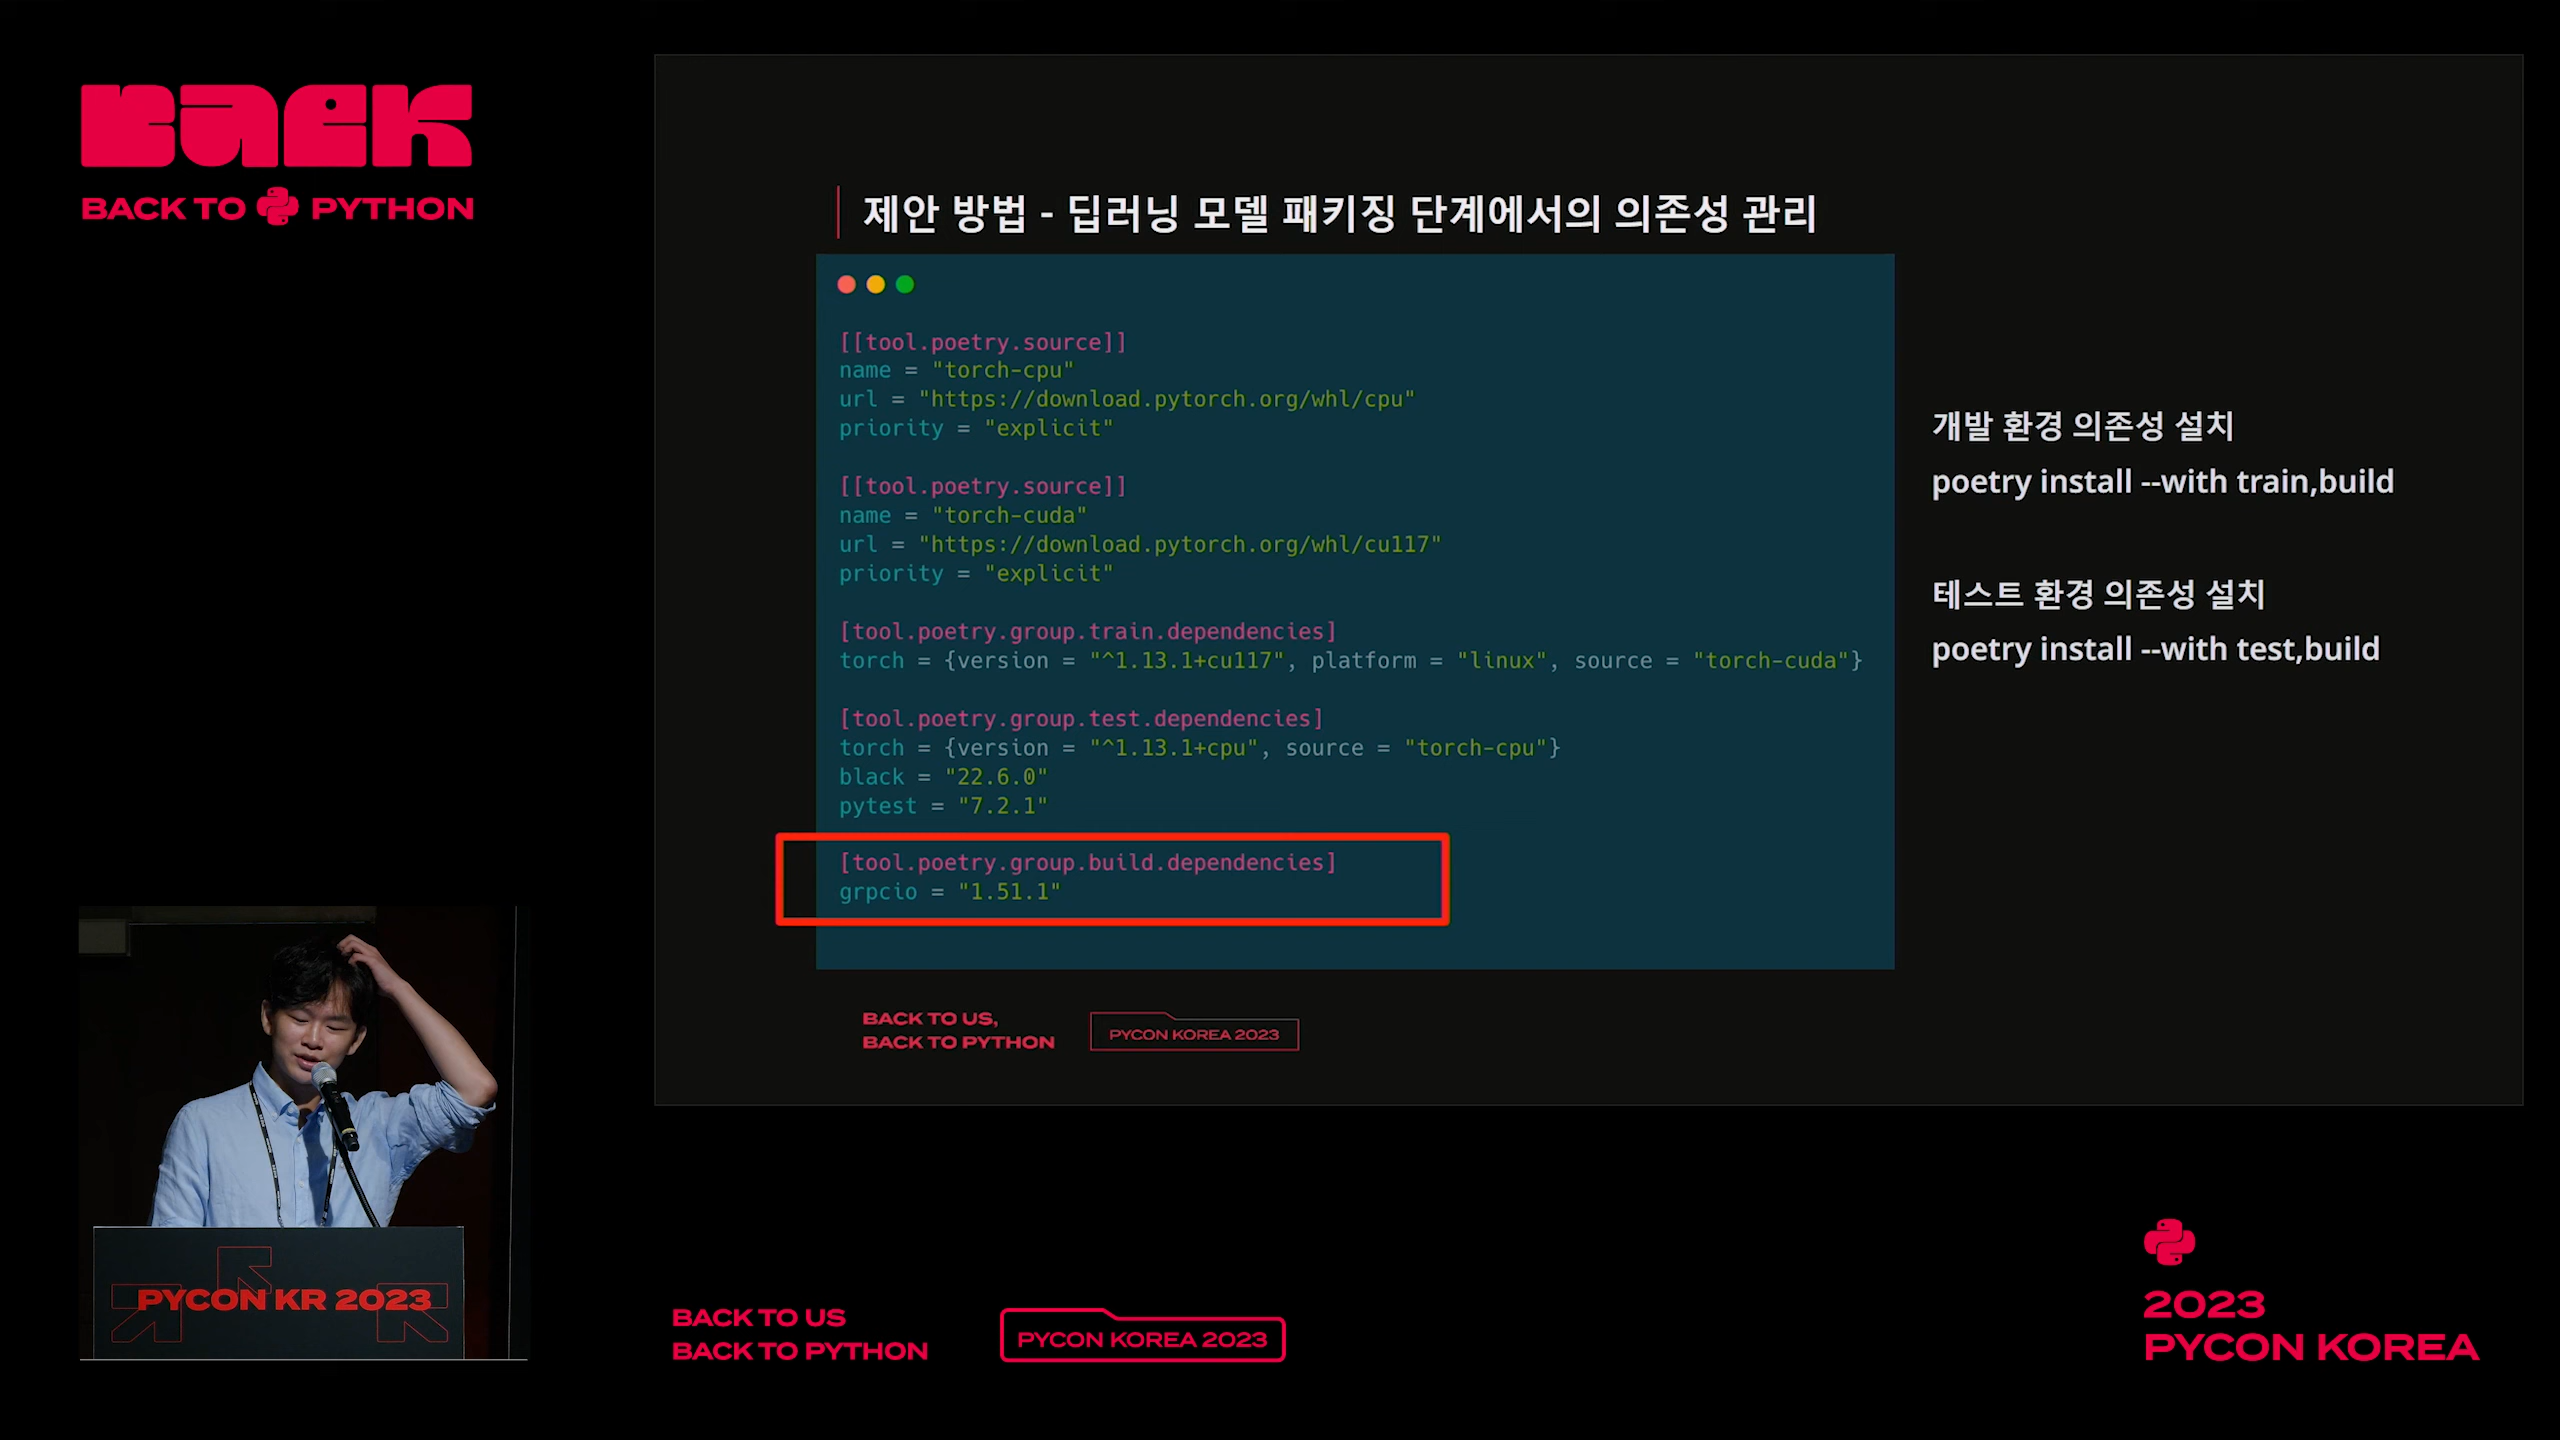 BACK
BACK TO PYTHON
제안 방법 - 딥러닝 모델 패키징 단계에서의 의존성 관리
[[tool.poetry.source]]
name = "torch-cpu"
url = "https://download.pytorch.org/whl/cpu"
priority = "explicit"
[[tool.poetry.source]]
name = "torch-cuda"
url = "https://download.pytorch.org/whl/cu117"
priority = "explicit"
[tool.poetry.group.train.dependencies]
torch = {version = "^1.13.1+cu117", platform = "linux", source = "torch-cuda"}
[tool.poetry.group.test.dependencies]
torch = {version = "^1.13.1+cpu", source = "torch-cpu"}
black = "22.6.0"
pytest = "7.2.1"
[tool.poetry.group.build.dependencies]
grpcio = "1.51.1"
개발 환경 의존성 설치
poetry install --with train,build
테스트 환경 의존성 설치
poetry install --with test,build
BACK TO US,
BACK TO PYTHON
PYCON KOREA 2023
PYCON KR 2023
BACK TO US
BACK TO PYTHON
PYCON KOREA 2023
2023
PYCON KOREA